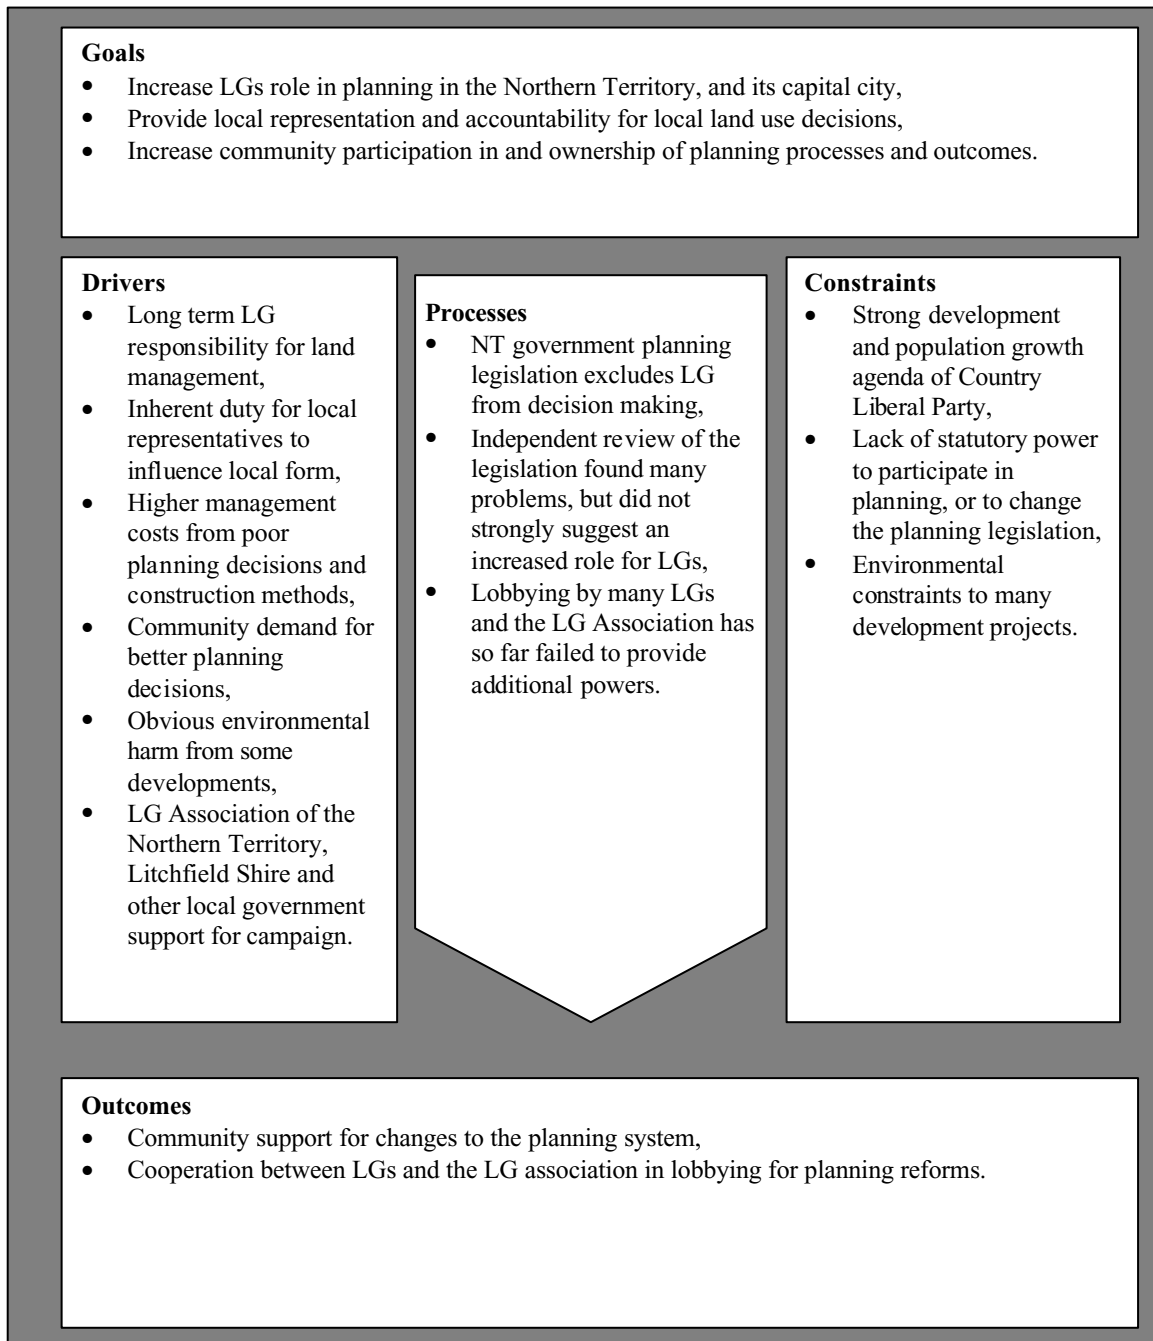 Goals
• Increase LGs role in planning in the Northern Territory, and its capital city,
• Provide local representation and accountability for local land use decisions,
• Increase community participation in and ownership of planning processes and outcomes.
Drivers
• Long term LG
responsibility for land
management,
• Inherent duty for local
representatives to
influence local form,
• Higher management
costs from poor
planning decisions and
construction methods,
• Community demand for
better planning
decisions,
• Obvious environmental
harm from some
developments,
• LG Association of the
Northern Territory,
Litchfield Shire and
other local government
support for campaign.
Processes
• NT government planning
legislation excludes LG
from decision making,
• Independent review of the
legislation found many
problems, but did not
strongly suggest an
increased role for LGs,
• Lobbying by many LGs
and the LG Association has
so far failed to provide
additional powers.
Constraints
• Strong development
and population growth
agenda of Country
Liberal Party,
• Lack of statutory power
to participate in
planning, or to change
the planning legislation,
• Environmental
constraints to many
development projects.
Outcomes
• Community support for changes to the planning system,
• Cooperation between LGs and the LG association in lobbying for planning reforms.